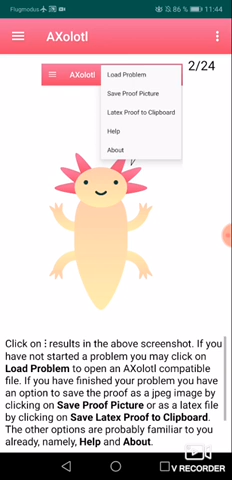 Flugmodus 86 % 11:44
AXolotl
2/24
AXolotl
Load Problem
Save Proof Picture
Latex Proof to Clipboard
Help
About
Click on ⋮ results in the above screenshot. If you
have not started a problem you may click on
Load Problem to open an AXolotl compatible
file. If you have finished your problem you have
an option to save the proof as a jpeg image by
clicking on Save Proof Picture or as a latex file
by clicking on Save Latex Proof to Clipboard.
The other options are probably familiar to you
already, namely, Help and About.
V RECORDER